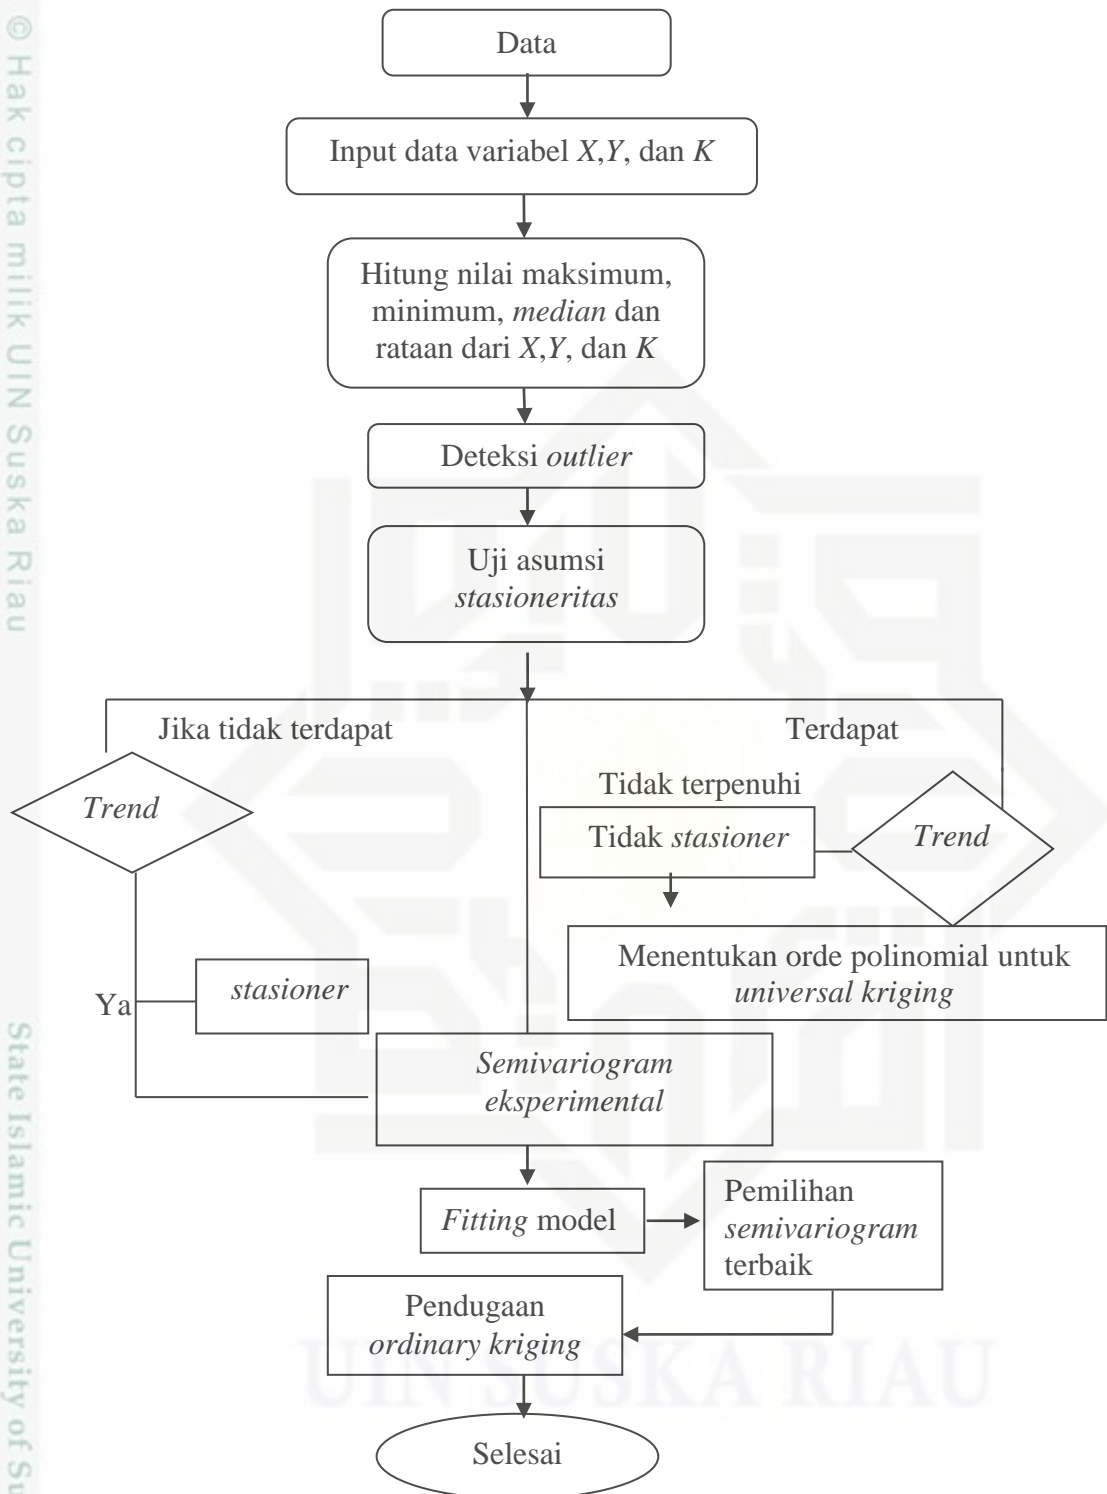 © Hak cipta milik UIN Suska Riau
State Islamic University of Su
Data
Input data variabel X,Y, dan K
Hitung nilai maksimum,
minimum, median dan
rataan dari X,Y, dan K
Deteksi outlier
Uji asumsi
stasioneritas
Jika tidak terdapat
Terdapat
Trend
Tidak terpenuhi
Tidak stasioner
Trend
Menentukan orde polinomial untuk
universal kriging
Ya
stasioner
Semivariogram
eksperimental
Fitting model
Pemilihan
semivariogram
terbaik
Pendugaan
ordinary kriging
UIN SUSKA RIAU
Selesai